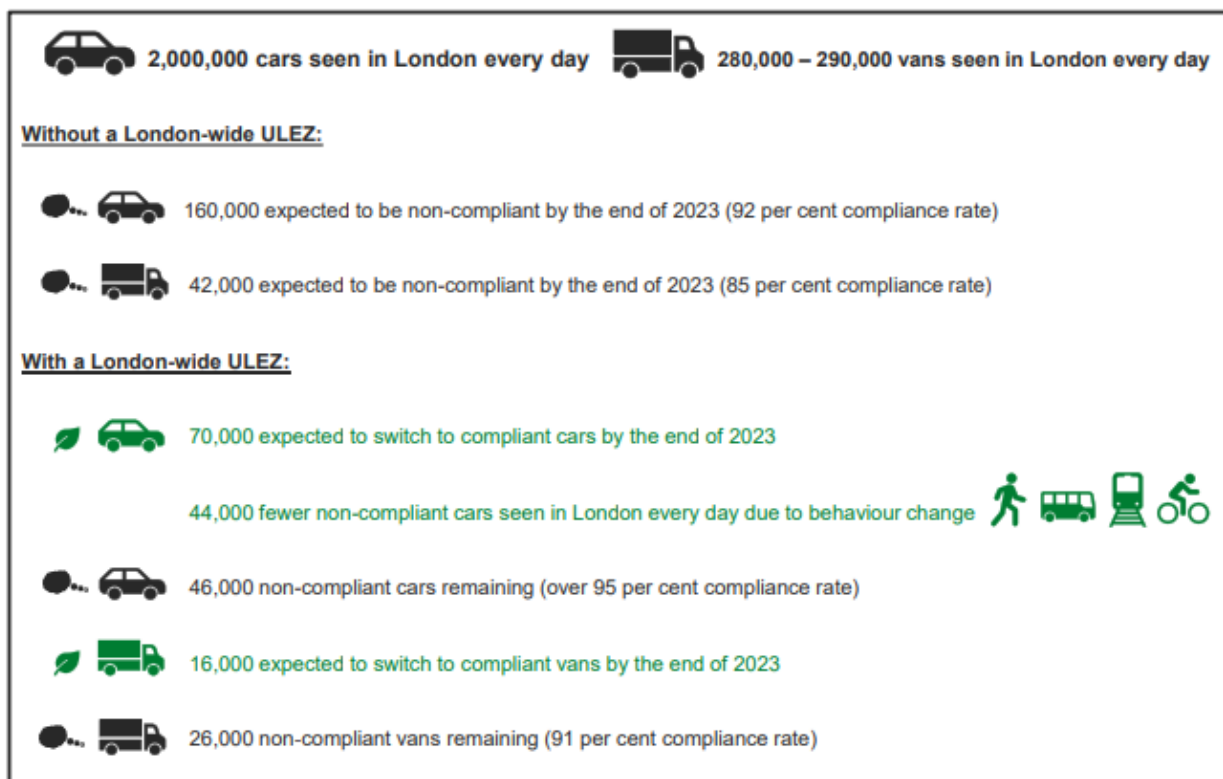 2,000,000 cars seen in London every day
280,000 – 290,000 vans seen in London every day
Without a London-wide ULEZ:
160,000 expected to be non-compliant by the end of 2023 (92 per cent compliance rate)
42,000 expected to be non-compliant by the end of 2023 (85 per cent compliance rate)
With a London-wide ULEZ:
70,000 expected to switch to compliant cars by the end of 2023
44,000 fewer non-compliant cars seen in London every day due to behaviour change
46,000 non-compliant cars remaining (over 95 per cent compliance rate)
16,000 expected to switch to compliant vans by the end of 2023
26,000 non-compliant vans remaining (91 per cent compliance rate)